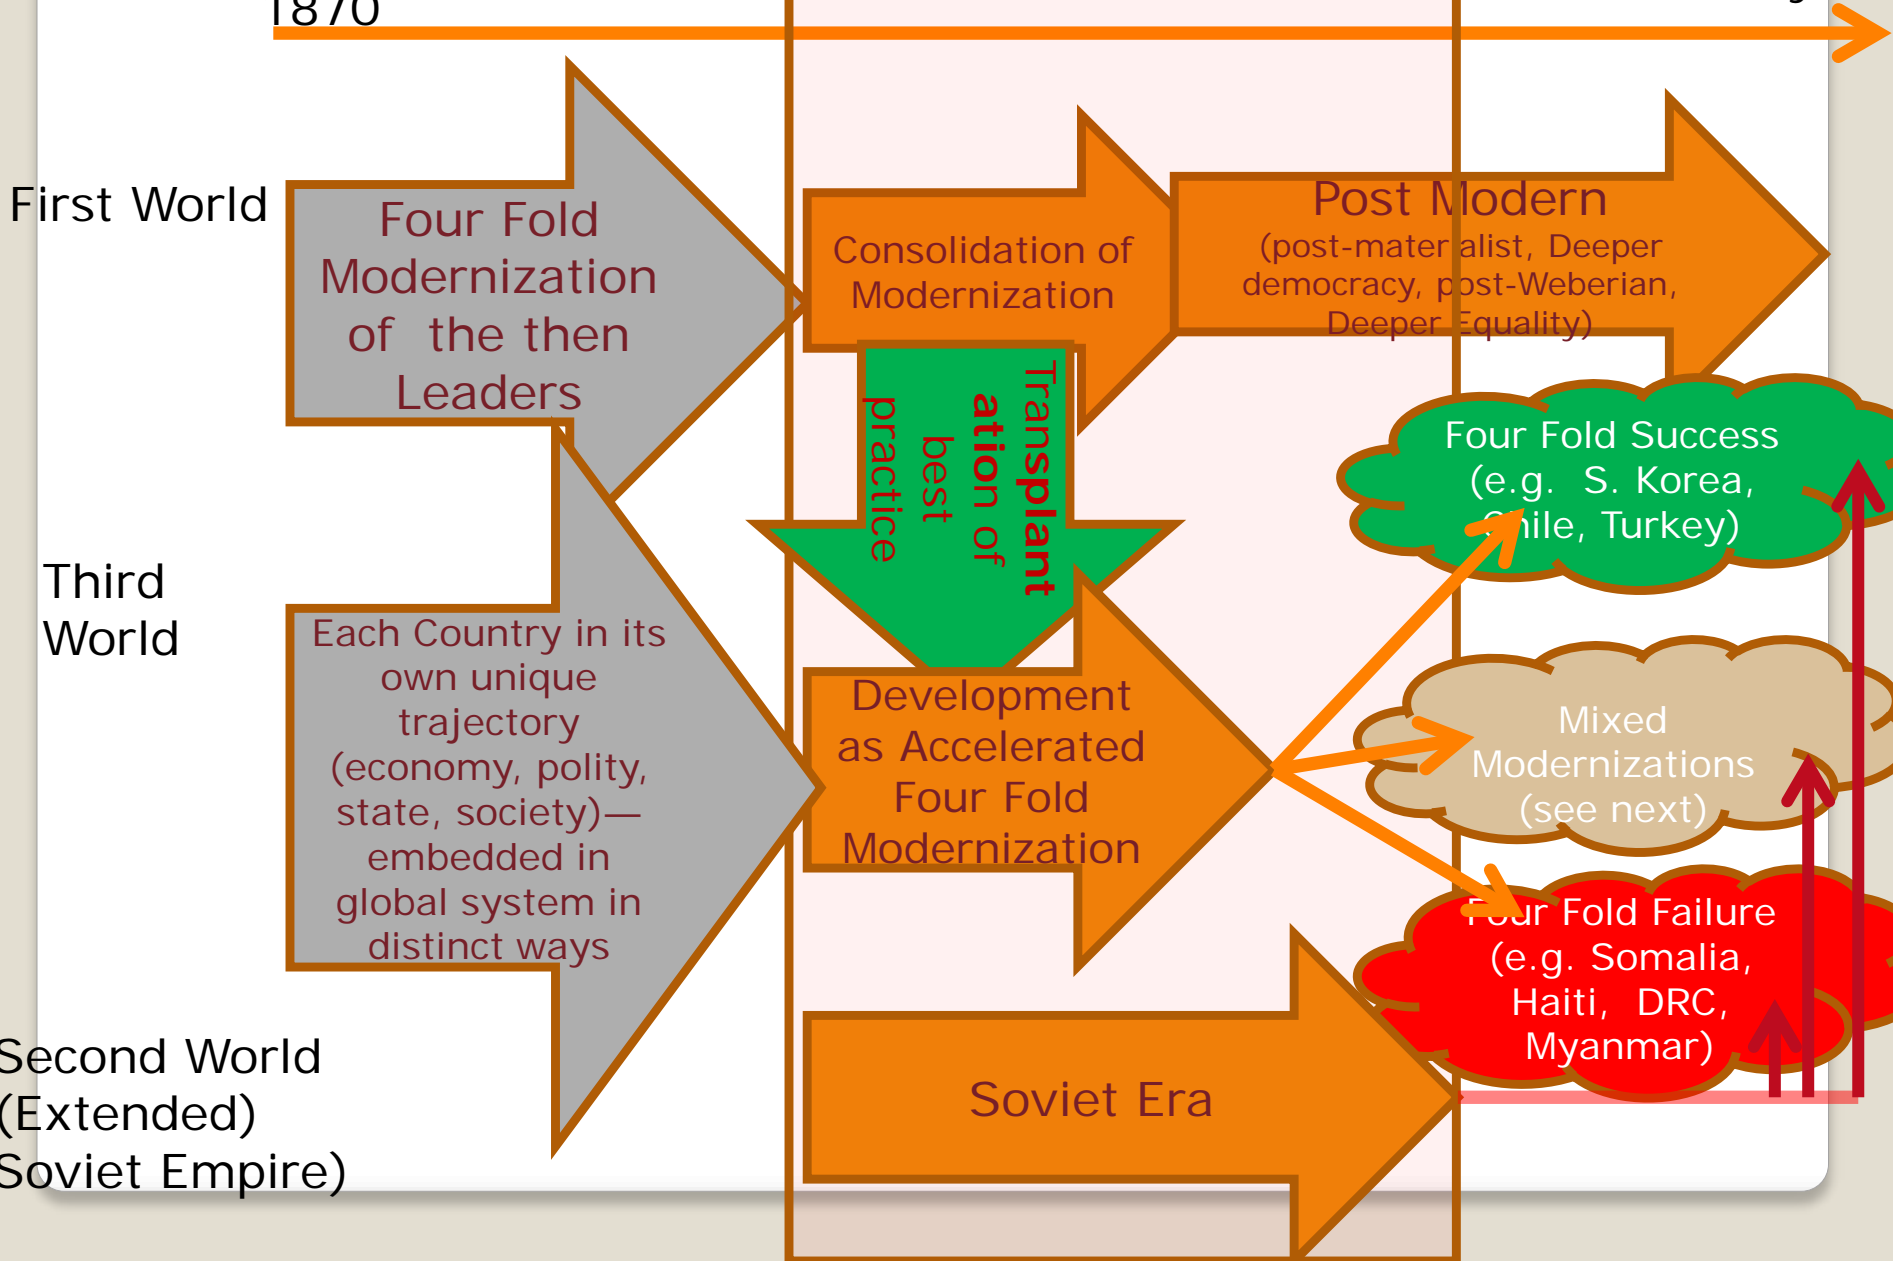 1870
First World
Four Fold
Modernization
of the then
Leaders
Consolidation of
Modernization
Post Modern
(post-materialist, Deeper
democracy, post-Weberian,
Deeper Equality)
Transplant
ation of
best
practice
Four Fold Success
(e.g. S. Korea,
Chile, Turkey)
Third
World
Each Country in its
own unique
trajectory
(economy, polity,
state, society)—
embedded in
global system in
distinct ways
Development
as Accelerated
Four Fold
Modernization
Mixed
Modernizations
(see next)
Four Fold Failure
(e.g. Somalia,
Haiti, DRC,
Myanmar)
Second World
(Extended)
Soviet Empire)
Soviet Era